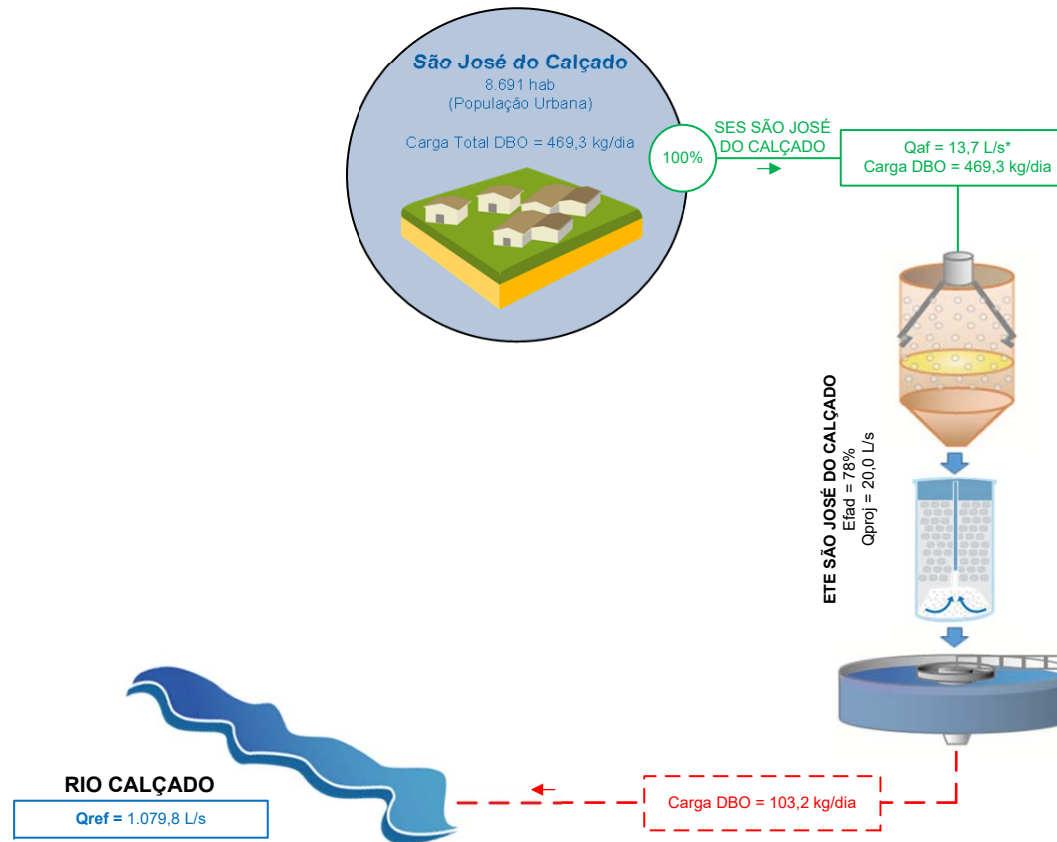 São José do Calçado
8.691 hab
(População Urbana)
Carga Total DBO = 469,3 kg/dia
100%
SES SÃO JOSÉ
DO CALÇADO
Qaf = 13,7 L/s*
Carga DBO = 469,3 kg/dia
ETE SÃO JOSÉ DO CALÇADO
Efad = 78%
Qproj = 20,0 L/s
RIO CALÇADO
Qref = 1.079,8 L/s
Carga DBO = 103,2 kg/dia